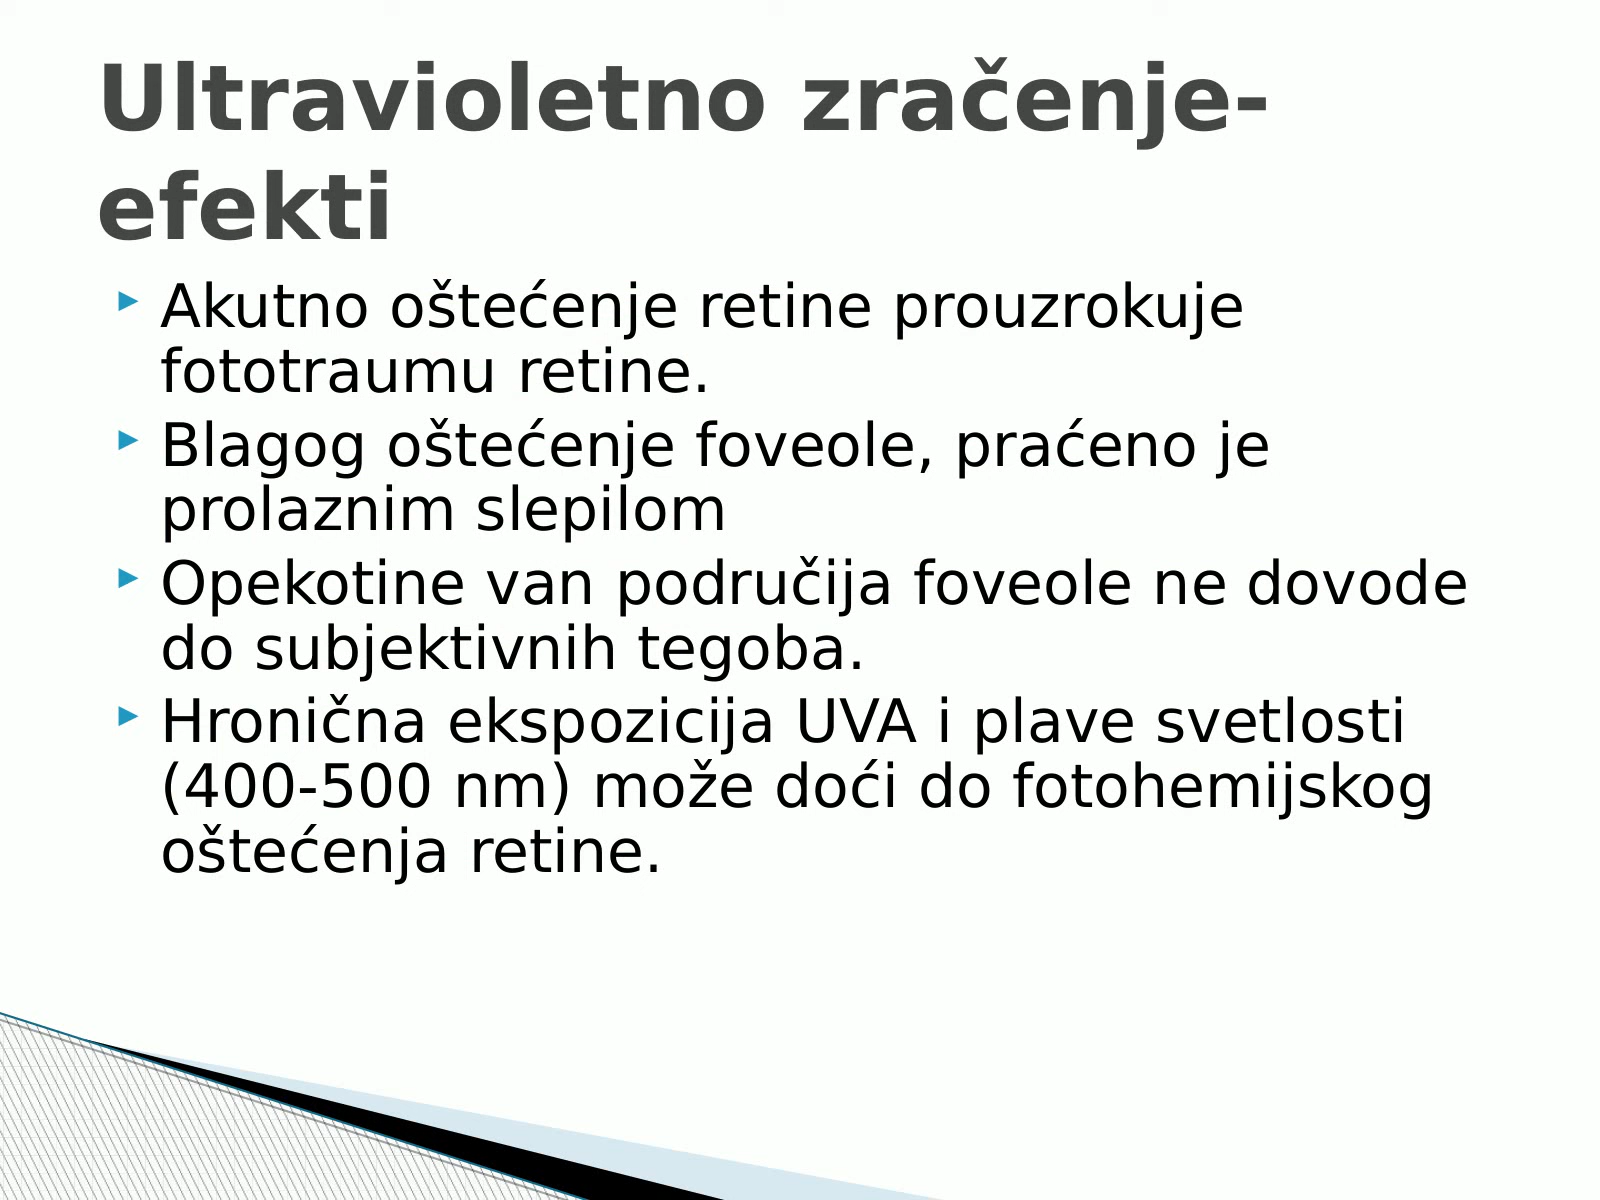 Ultravioletno zračenje-
efekti
Akutno oštećenje retine prouzrokuje
fototraumu retine.
Blagog oštećenje foveole, praćeno je
prolaznim slepilom
Opekotine van područija foveole ne dovode
do subjektivnih tegoba.
Hronična ekspozicija UVA i plave svetlosti
(400-500 nm) može doći do fotohemijskog
oštećenja retine.